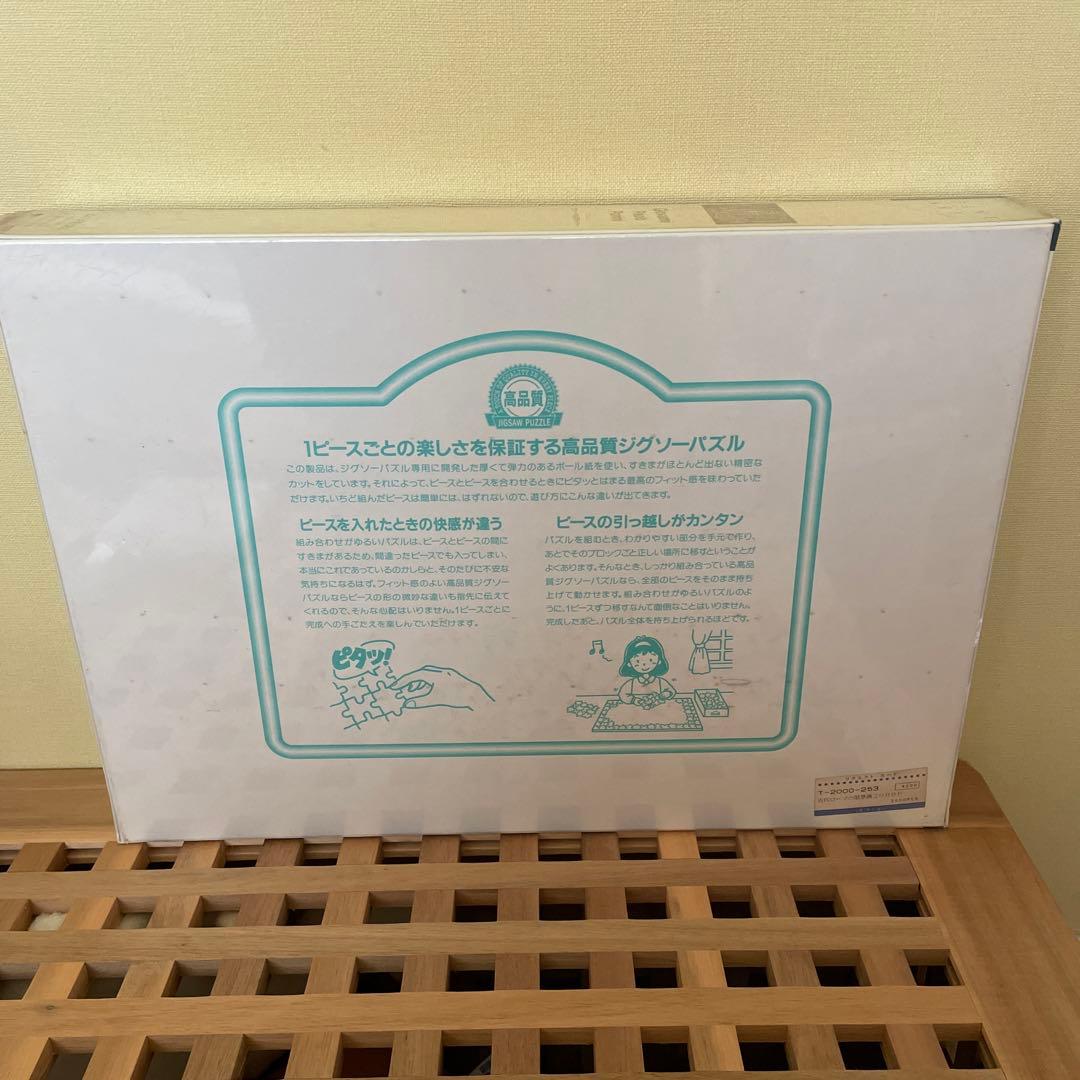 高品質
JIGSAW PUZZLE
1ピースごとの楽しさを保証する高品質ジグソーパズル
この製品は、ジグソーパズル専用に開発した厚くて弾力のあるボール紙を使い、すきまがほとんど出ない精密な
カットをしています。それによって、ピースとピースを合わせるときにピタッとはまる最高のフィット感を味わっていた
だけます。いちど組んだピースは簡単には、はずれないので、遊び方にこんな違いが出てきます。
ピースを入れたときの快感が違う
組み合わせがゆるいパズルは、ピースとピースの間に
すきまがあるため、間違ったピースでも入ってしまい、
本当にこれであっているのかしらと、そのたびに不安な
気持ちになるはず。フィット感のよい高品質ジグソー
パズルならピースの形の微妙な違いも指先に伝えて
くれるので、そんな心配はいりません。1ピースごとに
完成への手ごたえを楽しんでいただけます。
ピタッ!
ピースの引っ越しがカンタン
パズルを組むとき、わかりやすい部分を手元で作り、
あとでそのブロックごと正しい場所に移すということが
よくあります。そんなとき、しっかり組み合っている高品
質ジグソーパズルなら、全部のピースをそのまま持ち
上げて動かせます。組み合わせがゆるいパズルのよ
うに、1ピースずつ移すなんて面倒なことはいりません。
完成したあと、パズル全体を持ち上げられるほどです。
リクエスト カード
T-2000-253